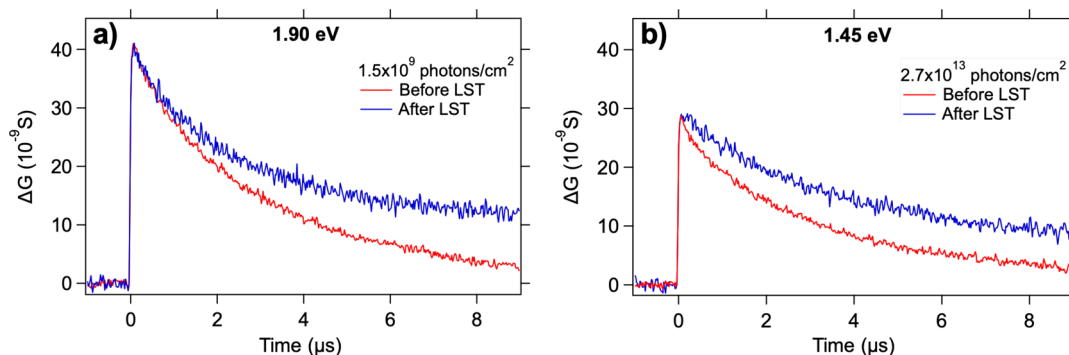 a)
1.90 eV
1.5x10⁹ photons/cm²
Before LST
After LST
ΔG (10⁻⁹S)
40
30
20
10
0
0 2 4 6 8
Time (µs)
b)
1.45 eV
2.7x10¹³ photons/cm²
Before LST
After LST
ΔG (10⁻⁹S)
40
30
20
10
0
0 2 4 6 8
Time (µs)